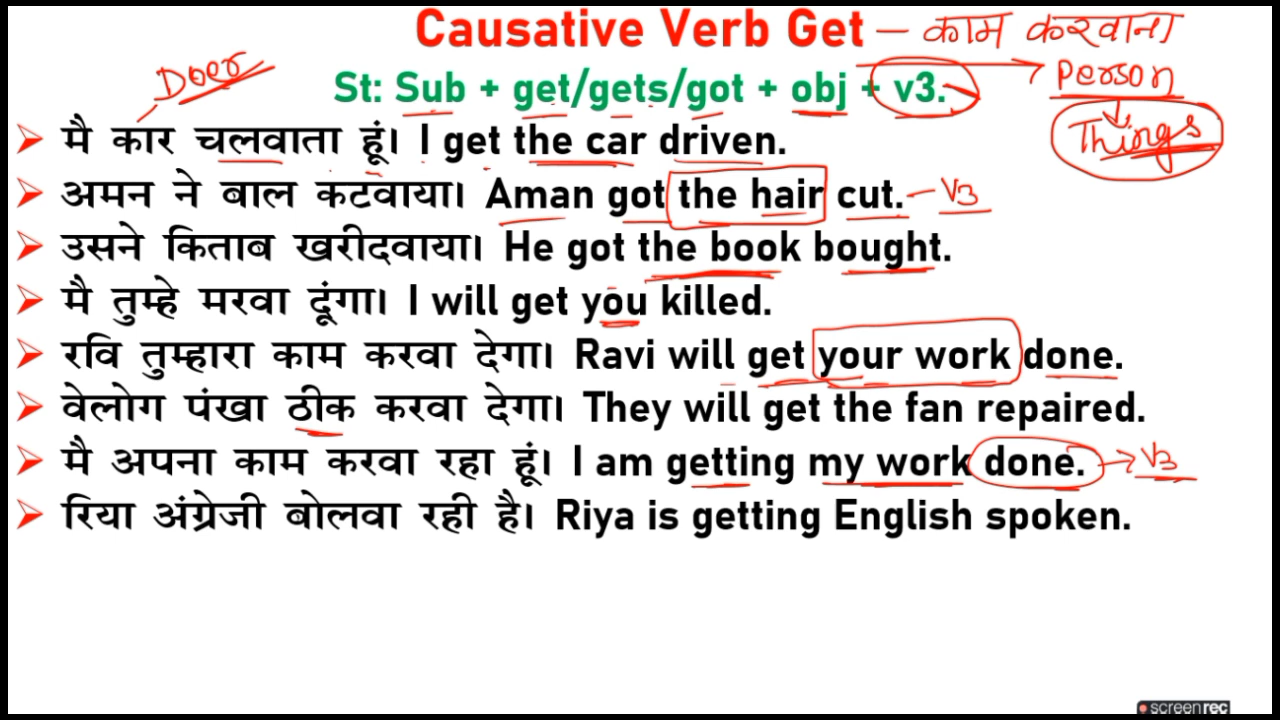 Causative Verb Get – काम करवाना
Doer
St: Sub + get/gets/got + obj + v3. → Person
Things
➤ मै कार चलवाता हूं। I get the car driven.
➤ अमन ने बाल कटवाया। Aman got the hair cut. – V3
➤ उसने किताब खरीदवाया। He got the book bought.
➤ मै तुम्हे मरवा दूंगा। I will get you killed.
➤ रवि तुम्हारा काम करवा देगा। Ravi will get your work done.
➤ वेलोग पंखा ठीक करवा देगा। They will get the fan repaired.
➤ मै अपना काम करवा रहा हूं। I am getting my work done. → V3
➤ रिया अंग्रेजी बोलवा रही है। Riya is getting English spoken.
screenrec